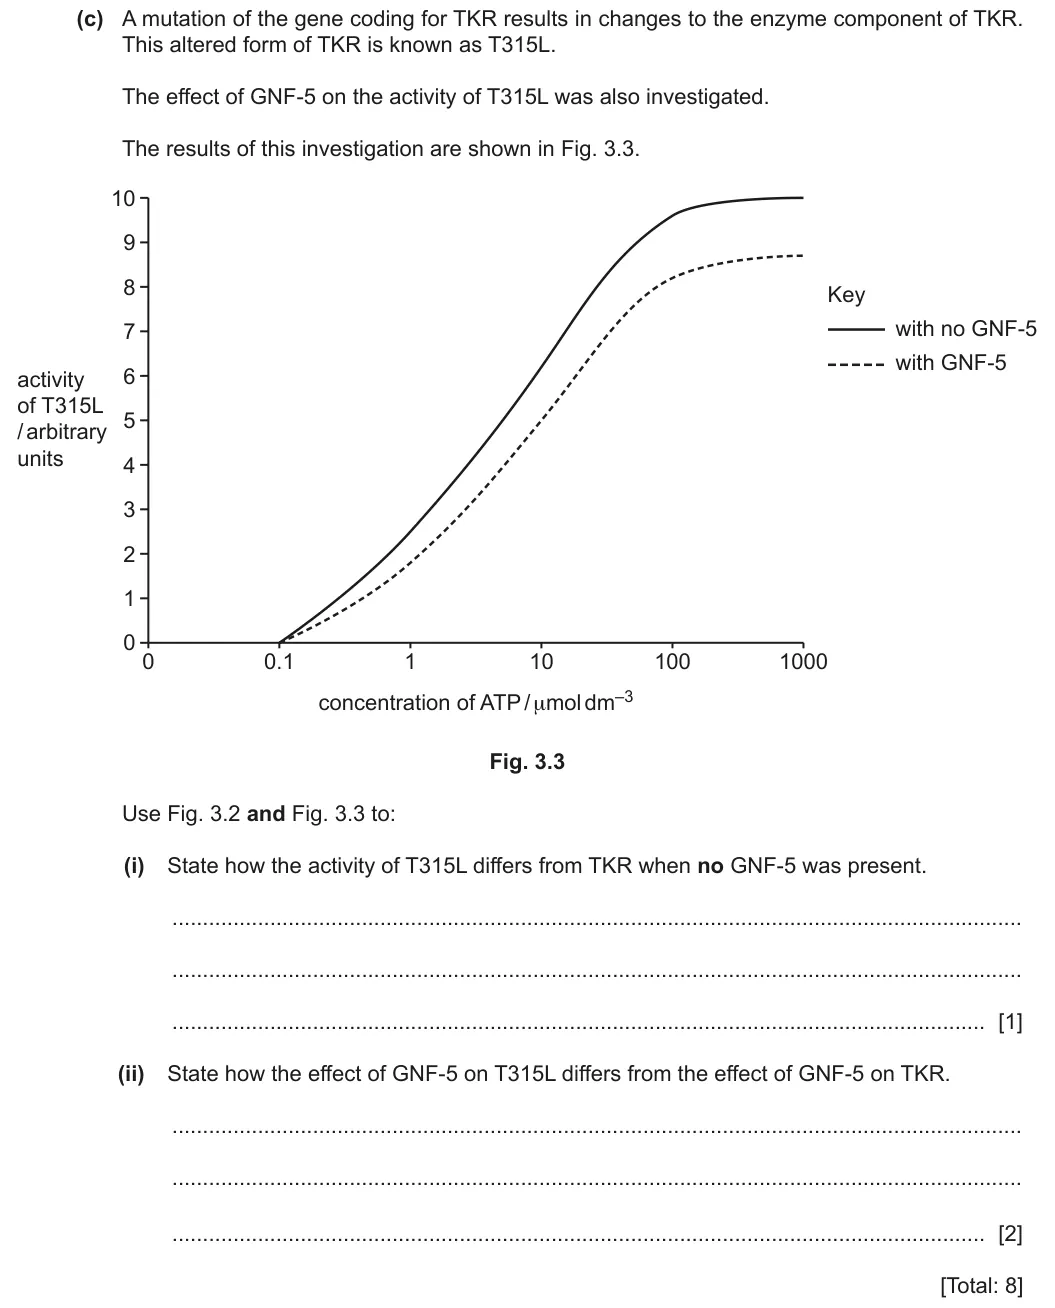 (c) A mutation of the gene coding for TKR results in changes to the enzyme component of TKR.
This altered form of TKR is known as T315L.
The effect of GNF-5 on the activity of T315L was also investigated.
The results of this investigation are shown in Fig. 3.3.
10
9
8
7
6
5
4
3
2
1
0
activity
of T315L
/ arbitrary
units
0 0.1 1 10 100 1000
concentration of ATP / μmol dm⁻³
Key
with no GNF-5
with GNF-5
Fig. 3.3
Use Fig. 3.2 and Fig. 3.3 to:
(i) State how the activity of T315L differs from TKR when no GNF-5 was present.
[1]
(ii) State how the effect of GNF-5 on T315L differs from the effect of GNF-5 on TKR.
[2]
[Total: 8]